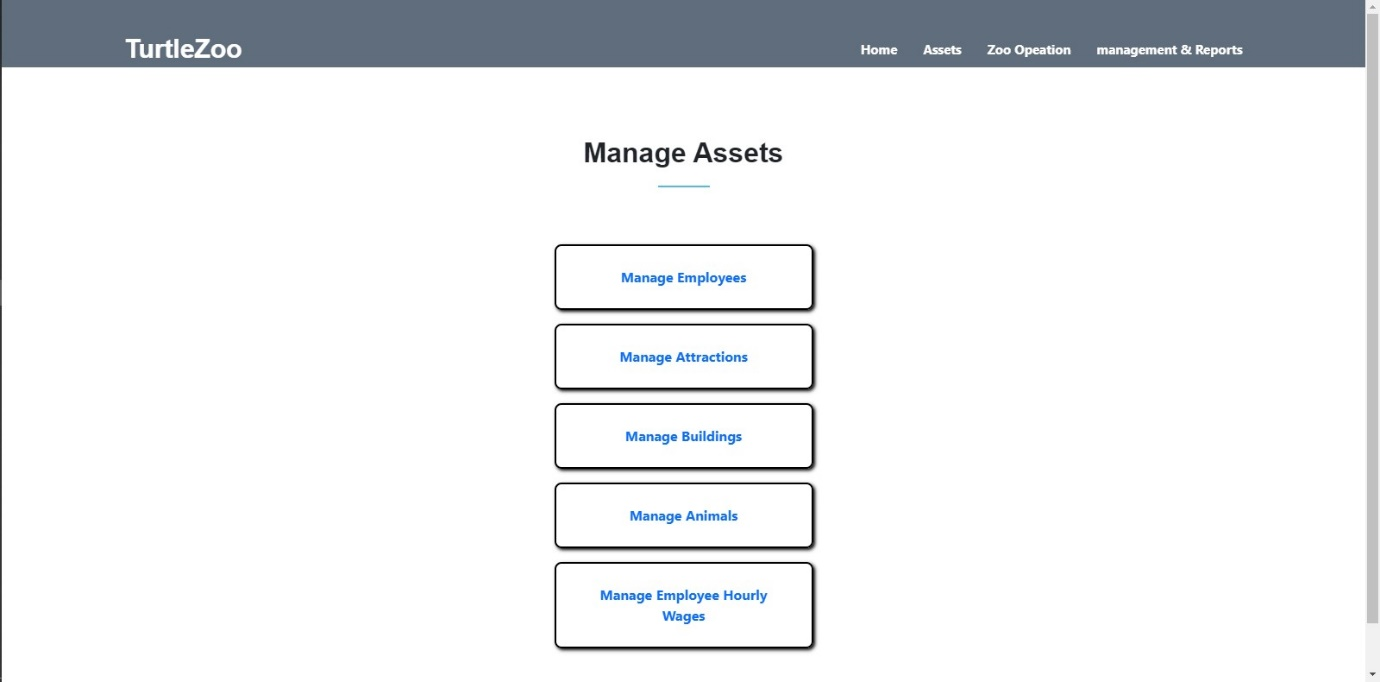 TurtleZoo
Home Assets Zoo Opeation management & Reports
Manage Assets
Manage Employees
Manage Attractions
Manage Buildings
Manage Animals
Manage Employee Hourly
Wages